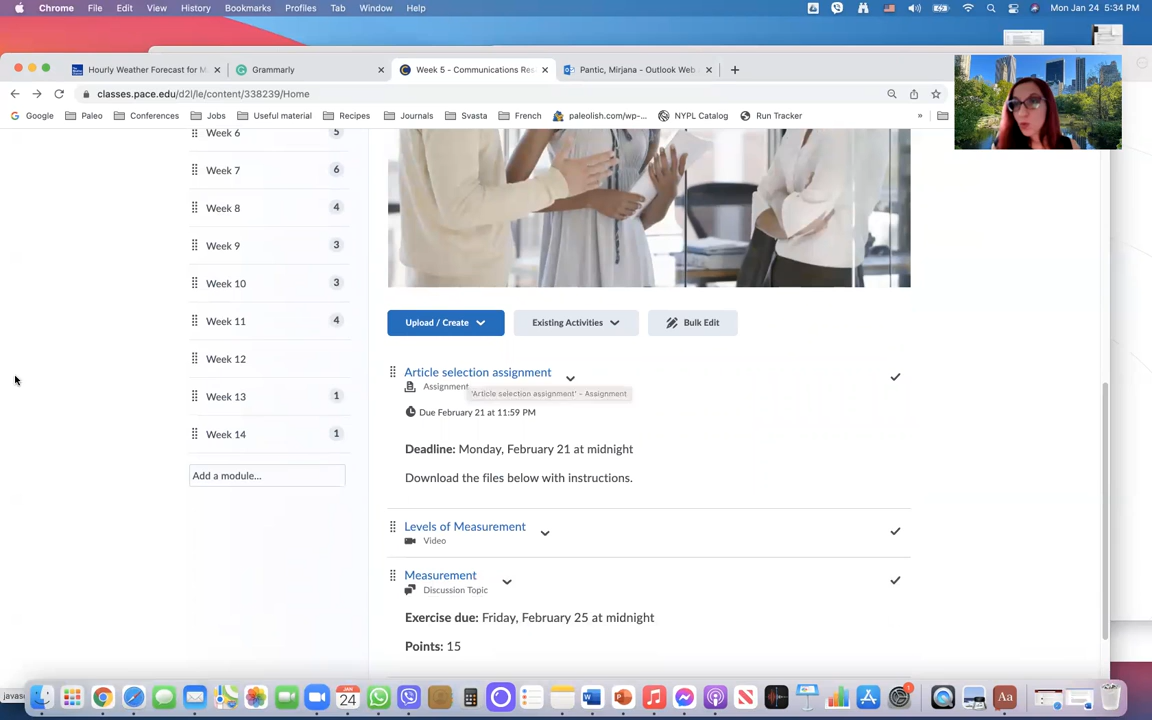 Chrome File Edit View History Bookmarks Profiles Tab Window Help Mon Jan 24 5:34 PM
Hourly Weather Forecast for M Grammarly Week 5 - Communications Res Pantic, Mirjana - Outlook Web
classes.pace.edu/d2l/le/content/338239/Home
Google Paleo Conferences Jobs Useful material Recipes Journals Svasta French paleolish.com/wp-... NYPL Catalog Run Tracker »
Week 6 5
Week 7 6
Week 8 4
Week 9 3
Week 10 3
Week 11 4
Week 12
Week 13 1
Week 14 1
Add a module...
Upload / Create Existing Activities Bulk Edit
Article selection assignment
Assignment
'Article selection assignment' - Assignment
Due February 21 at 11:59 PM
Deadline: Monday, February 21 at midnight
Download the files below with instructions.
Levels of Measurement
Video
Measurement
Discussion Topic
Exercise due: Friday, February 25 at midnight
Points: 15
javas
JAN
24
Aa